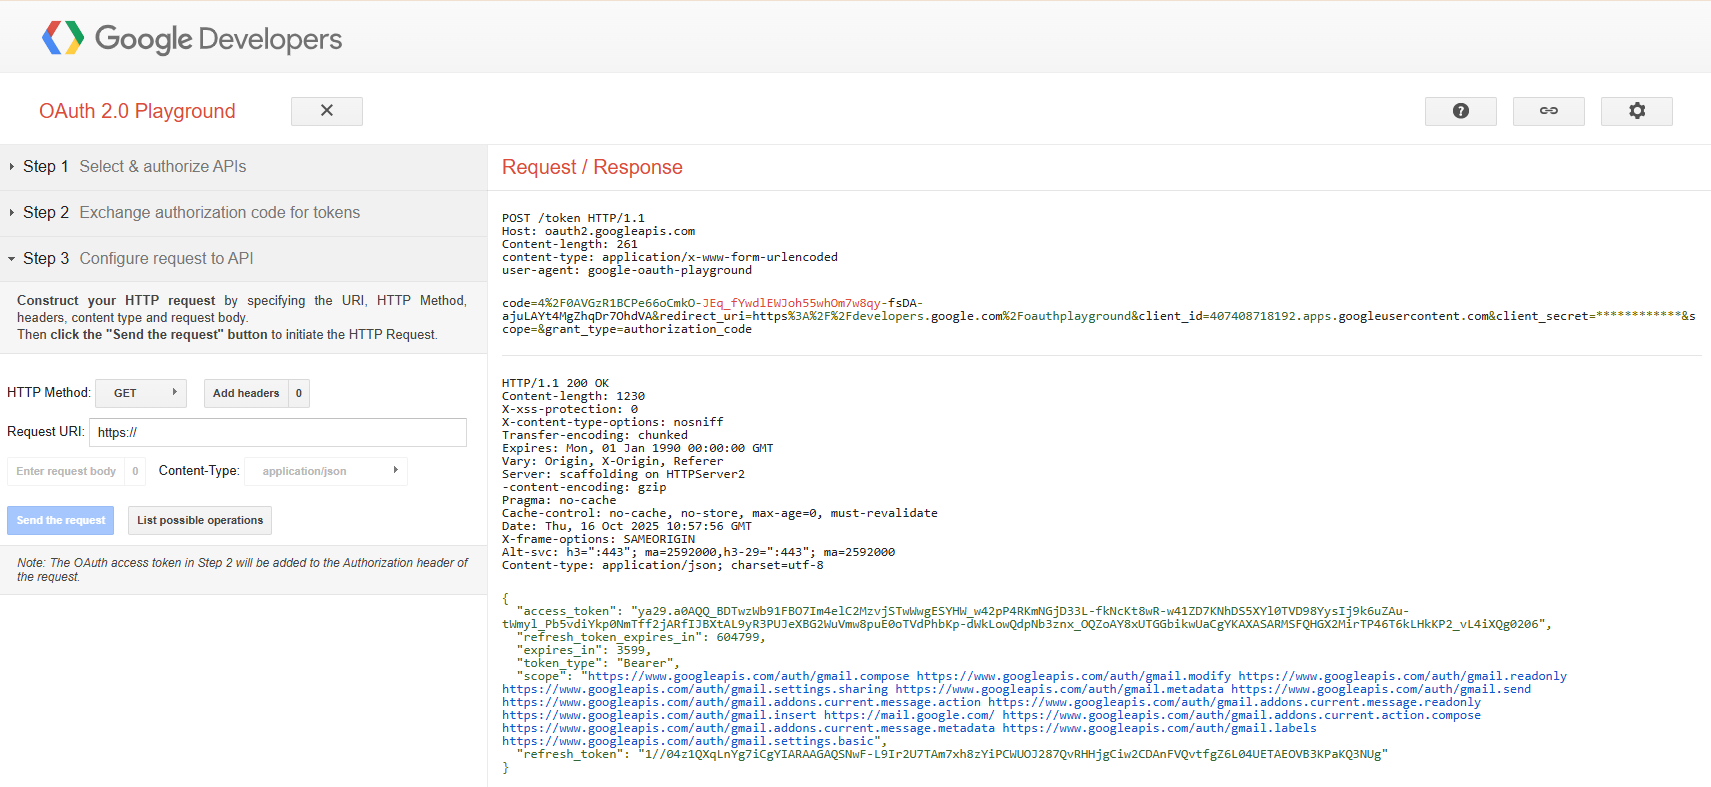 Google Developers
OAuth 2.0 Playground
Step 1 Select & authorize APIs
Step 2 Exchange authorization code for tokens
Step 3 Configure request to API
Construct your HTTP request by specifying the URI, HTTP Method,
headers, content type and request body.
Then click the "Send the request" button to initiate the HTTP Request.
HTTP Method: GET Add headers 0
Request URI: https://
Enter request body 0 Content-Type: application/json
Send the request List possible operations
Note: The OAuth access token in Step 2 will be added to the Authorization header of
the request.
Request / Response
POST /token HTTP/1.1
Host: oauth2.googleapis.com
Content-length: 261
content-type: application/x-www-form-urlencoded
user-agent: google-oauth-playground
code=4%2F0AVGzR1BCPe66oCmkO-JEq_fYwdlEWJoh55whOm7w8qy-fsDA-
ajuLAYt4MgZhqDr7OhdVA&redirect_uri=https%3A%2F%2Fdevelopers.google.com%2Foauthplayground&client_id=407408718192.apps.googleusercontent.com&client_secret=************&s
cope=&grant_type=authorization_code
HTTP/1.1 200 OK
Content-length: 1230
X-xss-protection: 0
X-content-type-options: nosniff
Transfer-encoding: chunked
Expires: Mon, 01 Jan 1990 00:00:00 GMT
Vary: Origin, X-Origin, Referer
Server: scaffolding on HTTPServer2
-content-encoding: gzip
Pragma: no-cache
Cache-control: no-cache, no-store, max-age=0, must-revalidate
Date: Thu, 16 Oct 2025 10:57:56 GMT
X-frame-options: SAMEORIGIN
Alt-svc: h3=":443"; ma=2592000,h3-29=":443"; ma=2592000
Content-type: application/json; charset=utf-8
{
"access_token": "ya29.a0AQQ_BDTwzWb91FBO7Im4elC2MzvjSTwWwgESYHW_w42pP4RKmNGjD33L-fkNcKt8wR-w41ZD7KNhDS5XYl0TVD98YysIj9k6uZAu-
tWmyl_Pb5vdiYkp0NmTff2jARfIJBXtAL9yR3PUJeXBG2WuVmw8puE0oTVdPhbKp-dWkLowQdpNb3znx_OQZoAY8xUTGGbikwUaCgYKAXASARMSFQHGX2MirTP46T6kLHkKP2_vL4iXQg0206",
"refresh_token_expires_in": 604799,
"expires_in": 3599,
"token_type": "Bearer",
"scope": "https://www.googleapis.com/auth/gmail.compose https://www.googleapis.com/auth/gmail.modify https://www.googleapis.com/auth/gmail.readonly
https://www.googleapis.com/auth/gmail.settings.sharing https://www.googleapis.com/auth/gmail.metadata https://www.googleapis.com/auth/gmail.send
https://www.googleapis.com/auth/gmail.addons.current.message.action https://www.googleapis.com/auth/gmail.addons.current.message.readonly
https://www.googleapis.com/auth/gmail.insert https://mail.google.com/ https://www.googleapis.com/auth/gmail.addons.current.action.compose
https://www.googleapis.com/auth/gmail.addons.current.message.metadata https://www.googleapis.com/auth/gmail.labels
https://www.googleapis.com/auth/gmail.settings.basic",
"refresh_token": "1//04z1QXqLnYg7iCgYIARAAGAQSNwF-L9Ir2U7TAm7xh8zYiPCWUOJ287QvRHHjgCiw2CDAnFVQvtfgZ6L04UETAEOVB3KPaKQ3NUg"
}